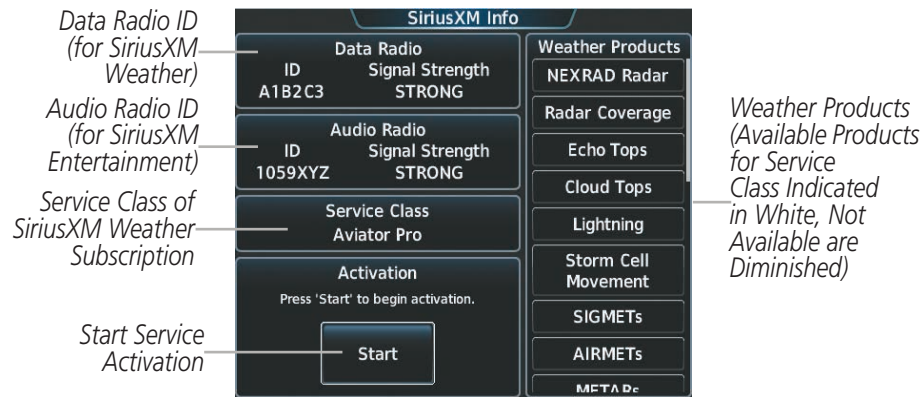 SiriusXM Info
Data Radio ID
(for SiriusXM
Weather)
Audio Radio ID
(for SiriusXM
Entertainment)
Service Class of
SiriusXM Weather
Subscription
Start Service
Activation
Data Radio
ID Signal Strength
A1B2C3 STRONG
Audio Radio
ID Signal Strength
1059XYZ STRONG
Service Class
Aviator Pro
Activation
Press 'Start' to begin activation.
Start
Weather Products
NEXRAD Radar
Radar Coverage
Echo Tops
Cloud Tops
Lightning
Storm Cell
Movement
SIGMETs
AIRMETs
METARs
Weather Products
(Available Products
for Service
Class Indicated
in White, Not
Available are
Diminished)